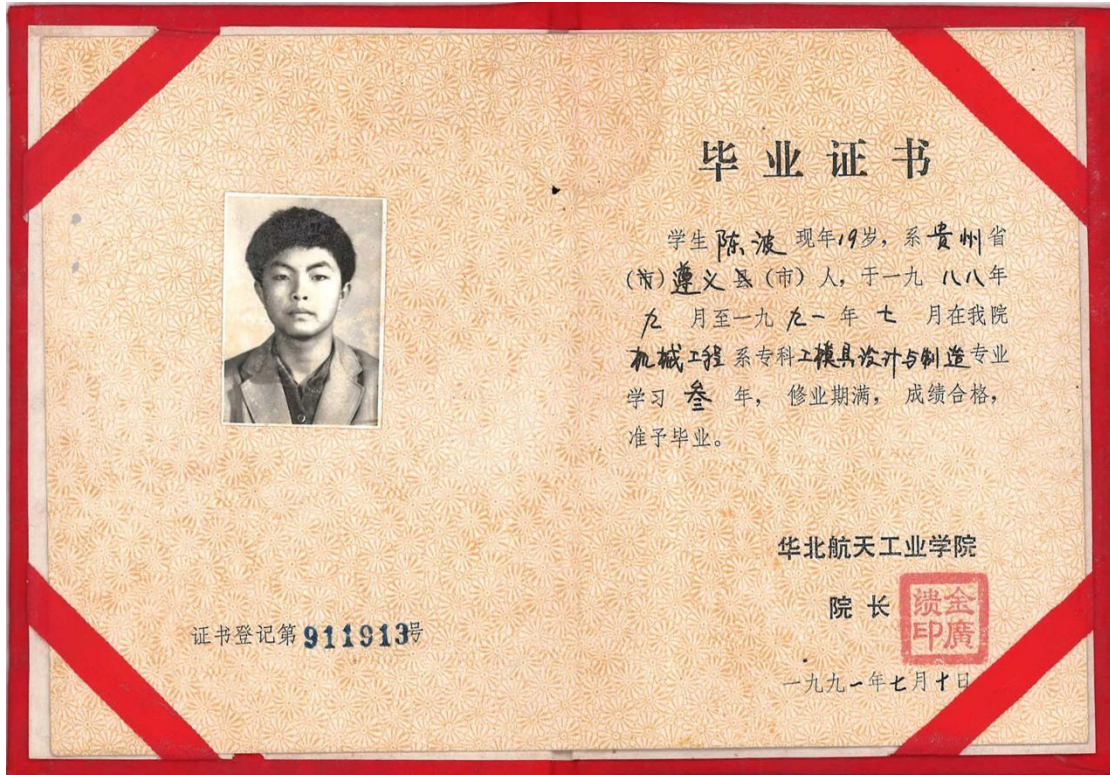 毕业证书
学生陈波现年19岁，系贵州省
（市）遵义县（市）人，于一九八八年
九月至一九九一年七月在我院
机械工程系专科工模具设计与制造专业
学习叁年，修业期满，成绩合格，
准予毕业。
华北航天工业学院
院长
金廣
缋印
一九九一年七月十日
证书登记第911913号